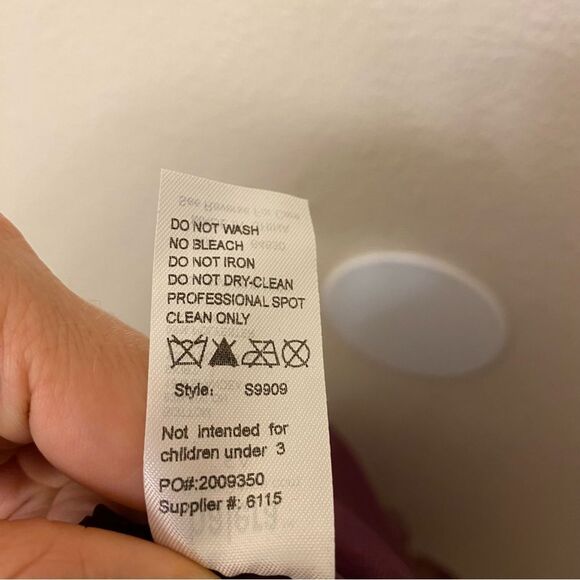 DO NOT WASH
NO BLEACH
DO NOT IRON
DO NOT DRY-CLEAN
PROFESSIONAL SPOT
CLEAN ONLY
Style: S9909
Not intended for
children under 3
PO#:2009350
Supplier #: 6115